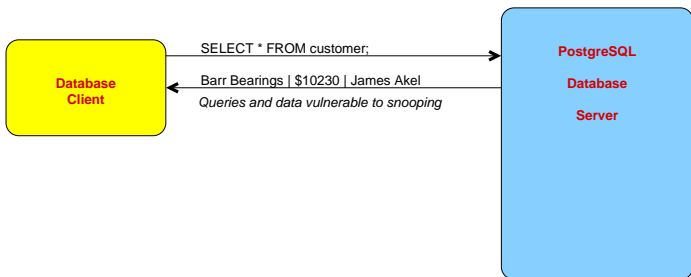 Database
Client
SELECT * FROM customer;
Barr Bearings | $10230 | James Akel
Queries and data vulnerable to snooping
PostgreSQL
Database
Server